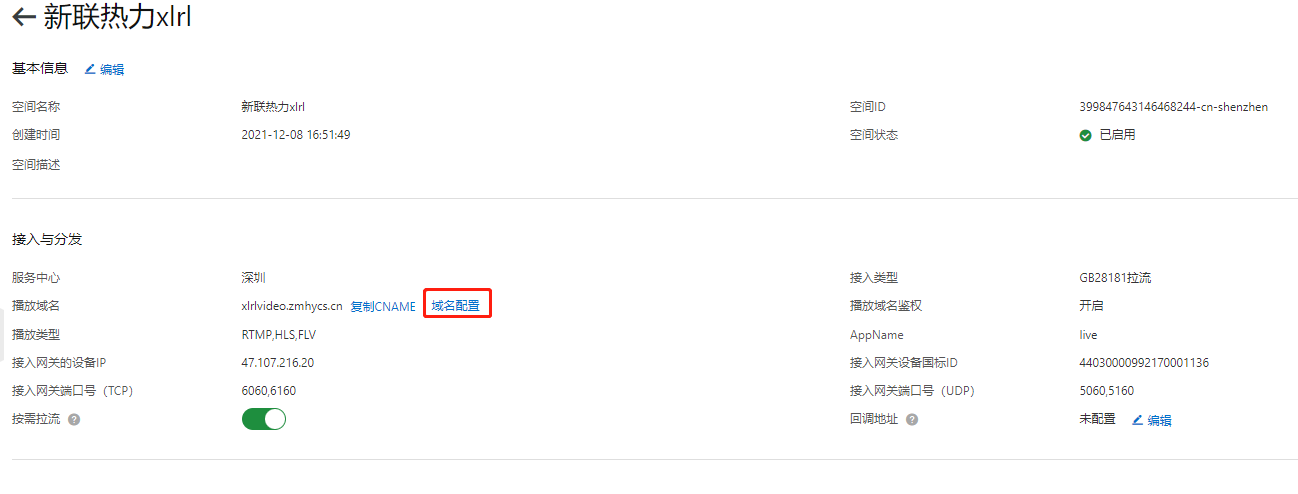 新联热力xlrl
基本信息 编辑
空间名称 新联热力xlrl 空间ID 399847643146468244-cn-shenzhen
创建时间 2021-12-08 16:51:49 空间状态 已启用
空间描述
接入与分发
服务中心 深圳 接入类型 GB28181拉流
播放域名 xlrlvideo.zmhycs.cn 复制CNAME 域名配置 播放域名鉴权 开启
播放类型 RTMP,HLS,FLV AppName live
接入网关的设备IP 47.107.216.20 接入网关设备国标ID 44030000992170001136
接入网关端口号（TCP） 6060,6160 接入网关端口号（UDP） 5060,5160
按需拉流 ? 回调地址 ? 未配置 编辑